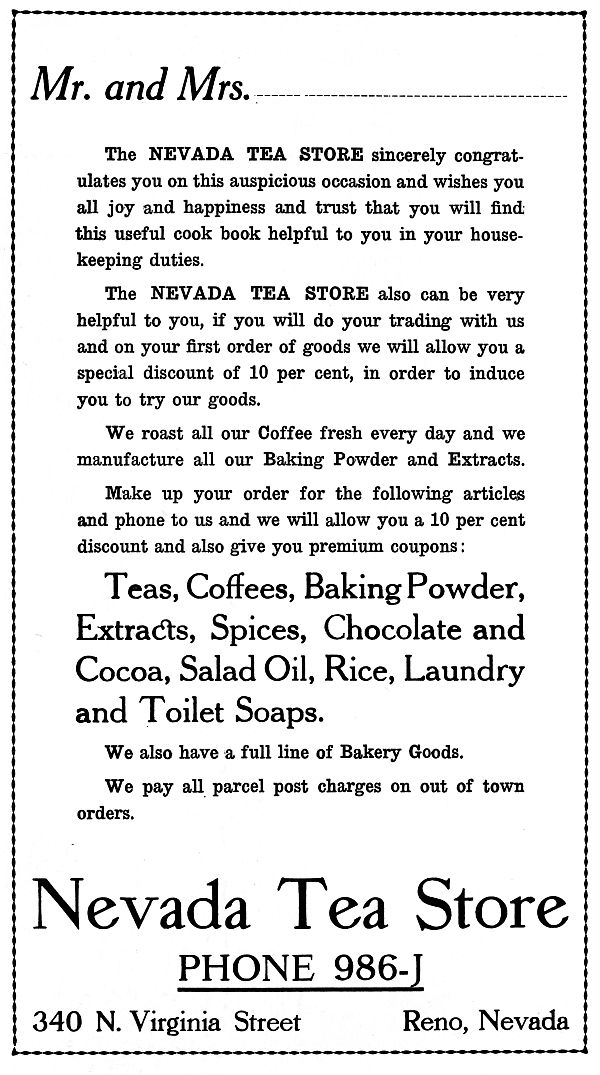 Mr. and Mrs.
The NEVADA TEA STORE sincerely congrat-
ulates you on this auspicious occasion and wishes you
all joy and happiness and trust that you will find
this useful cook book helpful to you in your house-
keeping duties.
The NEVADA TEA STORE also can be very
helpful to you, if you will do your trading with us
and on your first order of goods we will allow you a
special discount of 10 per cent, in order to induce
you to try our goods.
We roast all our Coffee fresh every day and we
manufacture all our Baking Powder and Extracts.
Make up your order for the following articles
and phone to us and we will allow you a 10 per cent
discount and also give you premium coupons:
Teas, Coffees, Baking Powder,
Extracts, Spices, Chocolate and
Cocoa, Salad Oil, Rice, Laundry
and Toilet Soaps.
We also have a full line of Bakery Goods.
We pay all parcel post charges on out of town
orders.
Nevada Tea Store
PHONE 986-J
340 N. Virginia Street Reno, Nevada